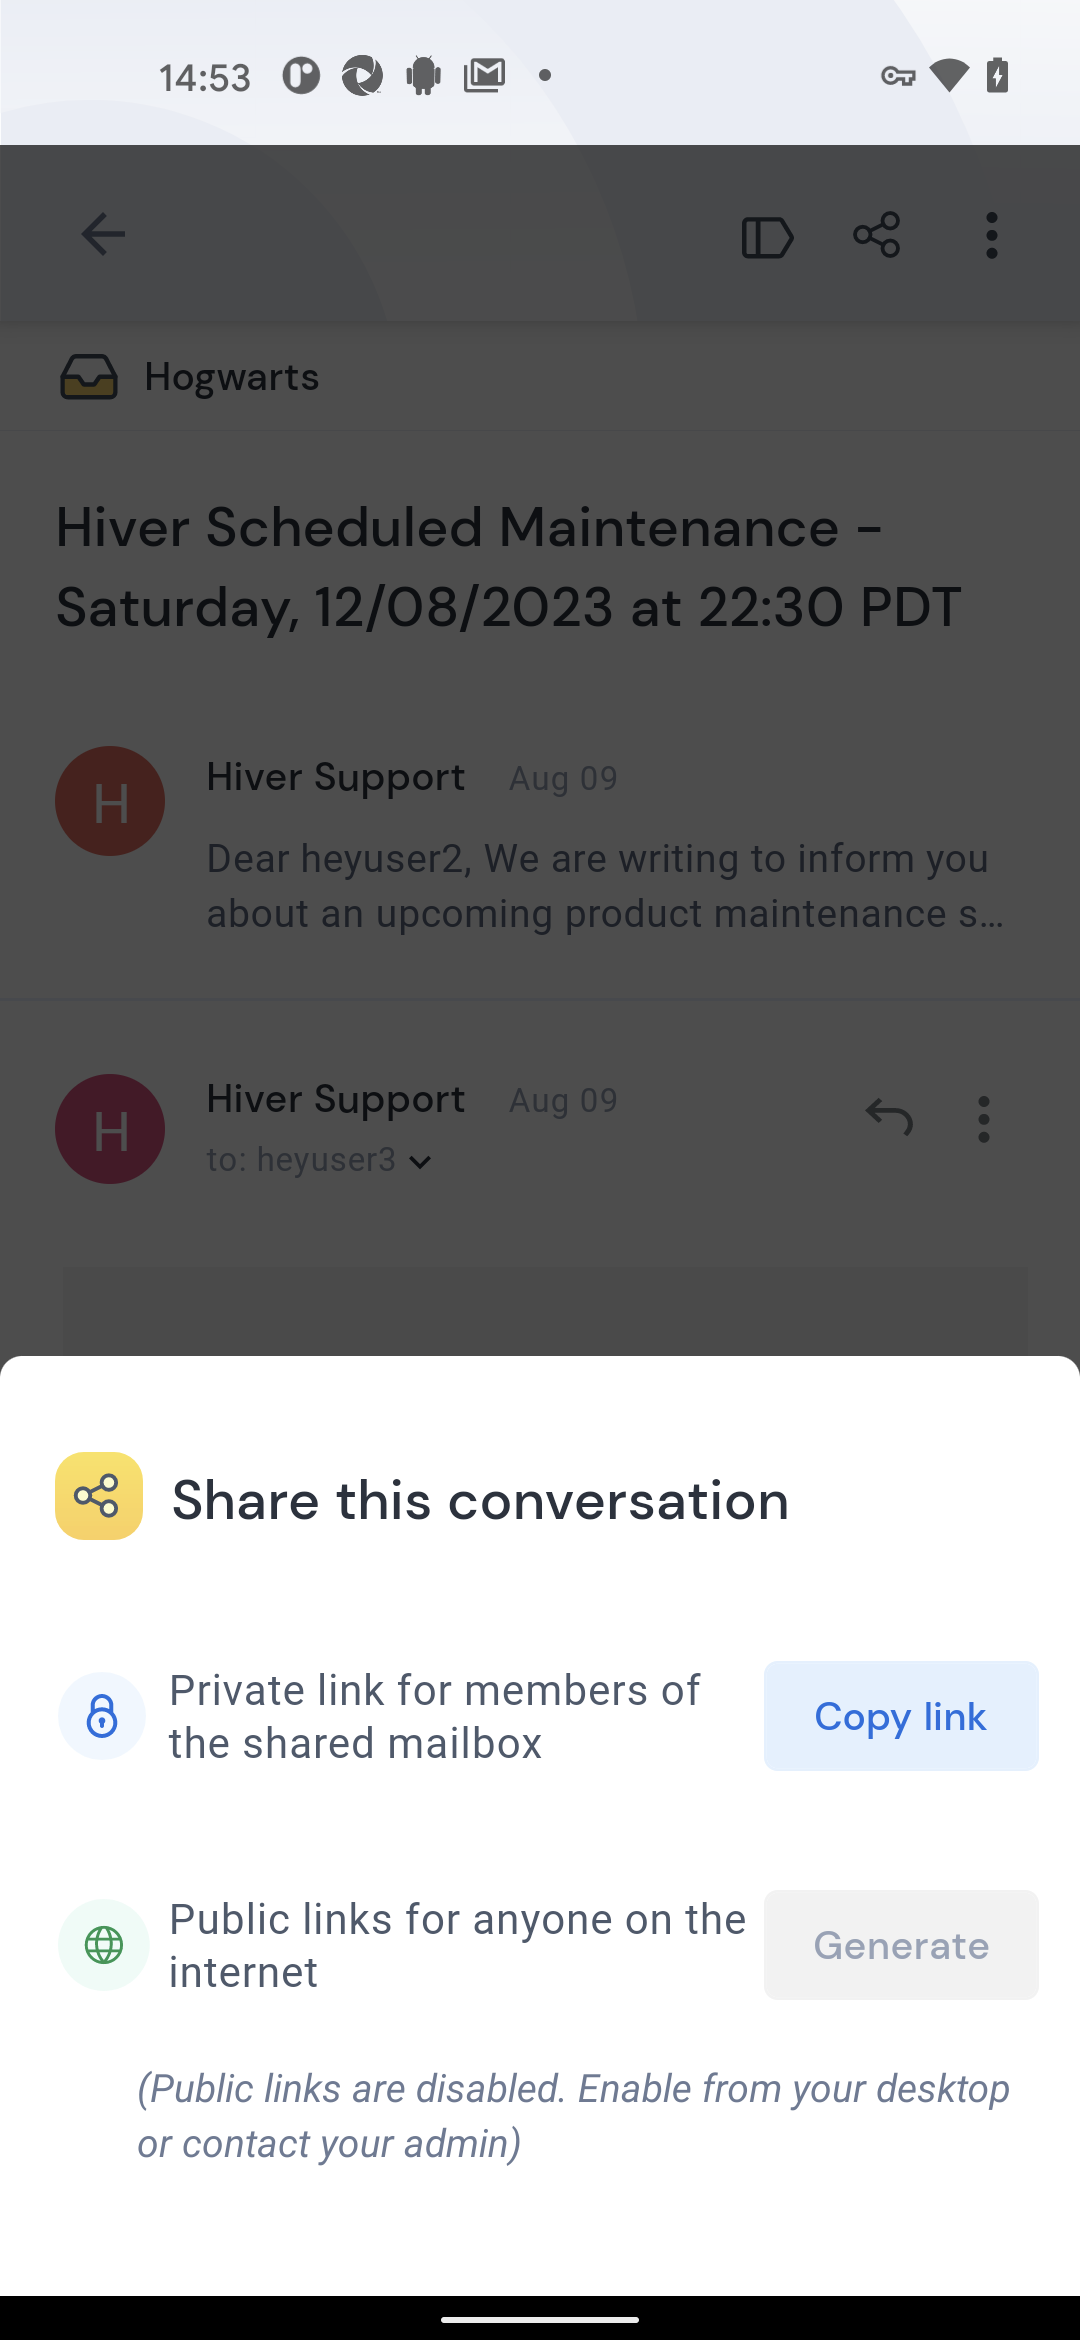 14:53
Hogwarts
Hiver Scheduled Maintenance -
Saturday, 12/08/2023 at 22:30 PDT
H
Hiver Support Aug 09
Dear heyuser2, We are writing to inform you
about an upcoming product maintenance s...
H
Hiver Support Aug 09
to: heyuser3
Share this conversation
Private link for members of
the shared mailbox
Copy link
Public links for anyone on the
internet
Generate
(Public links are disabled. Enable from your desktop
or contact your admin)